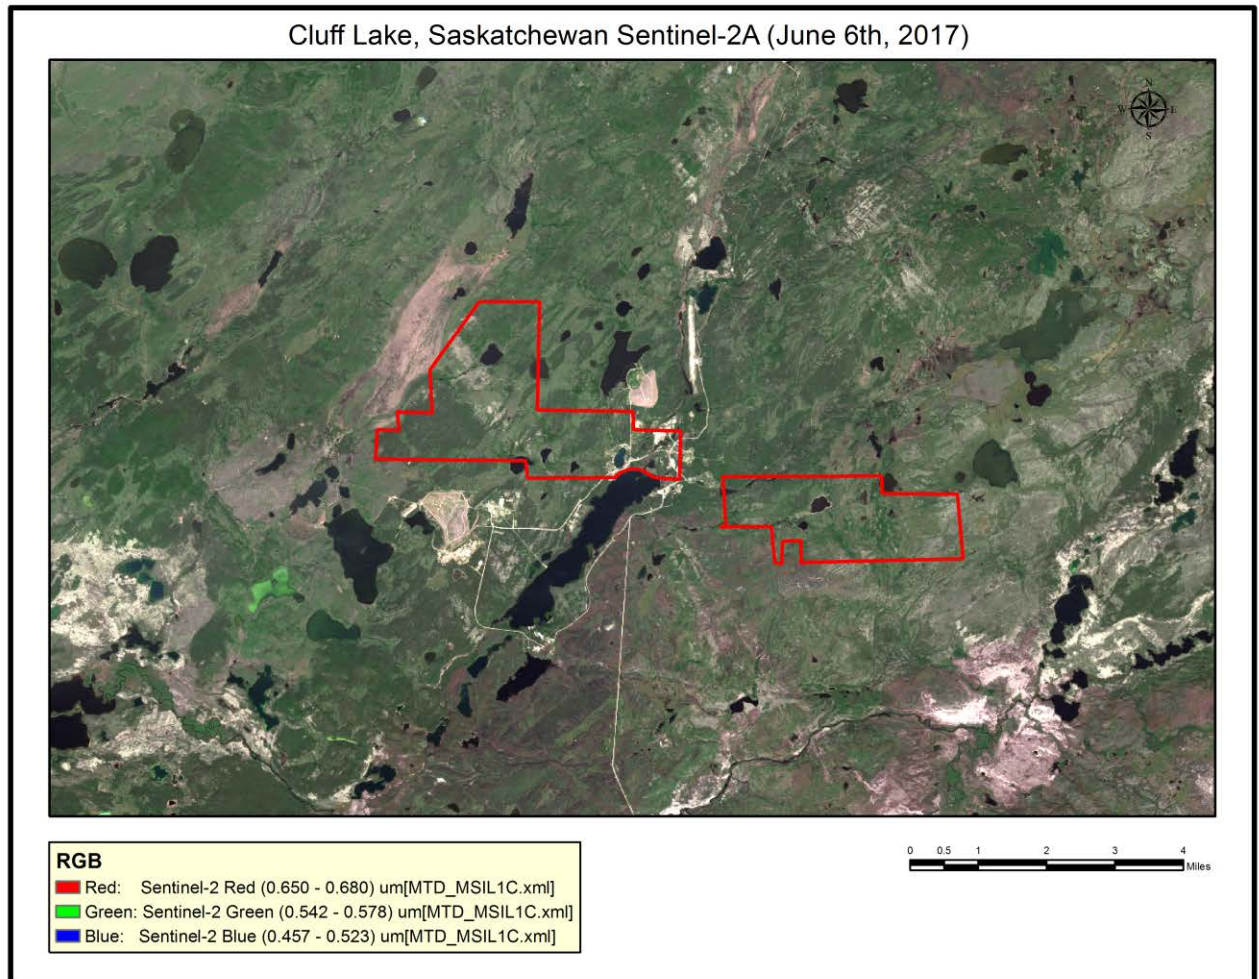 Cluff Lake, Saskatchewan Sentinel-2A (June 6th, 2017)
N
W E
S
RGB
Red: Sentinel-2 Red (0.650 - 0.680) um[MTD_MSIL1C.xml]
Green: Sentinel-2 Green (0.542 - 0.578) um[MTD_MSIL1C.xml]
Blue: Sentinel-2 Blue (0.457 - 0.523) um[MTD_MSIL1C.xml]
0 0.5 1 2 3 4
Miles